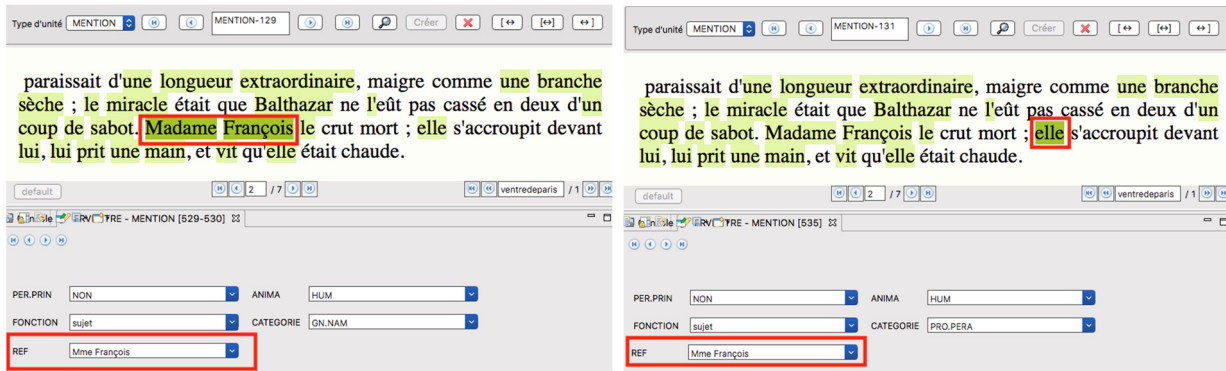 Type d'unité MENTION MENTION-129 Créer
paraissait d'une longueur extraordinaire, maigre comme une branche
sèche ; le miracle était que Balthazar ne l'eût pas cassé en deux d'un
coup de sabot. Madame François le crut mort ; elle s'accroupit devant
lui, lui prit une main, et vit qu'elle était chaude.
default 2 / 7 ventredeparis / 1
RE - MENTION [529-530]
PER.PRIN NON ANIMA HUM
FONCTION sujet CATEGORIE GN.NAM
REF Mme François
Type d'unité MENTION MENTION-131 Créer
paraissait d'une longueur extraordinaire, maigre comme une branche
sèche ; le miracle était que Balthazar ne l'eût pas cassé en deux d'un
coup de sabot. Madame François le crut mort ; elle s'accroupit devant
lui, lui prit une main, et vit qu'elle était chaude.
default 2 / 7 ventredeparis / 1
RE - MENTION [535]
PER.PRIN NON ANIMA HUM
FONCTION sujet CATEGORIE PRO.PERA
REF Mme François